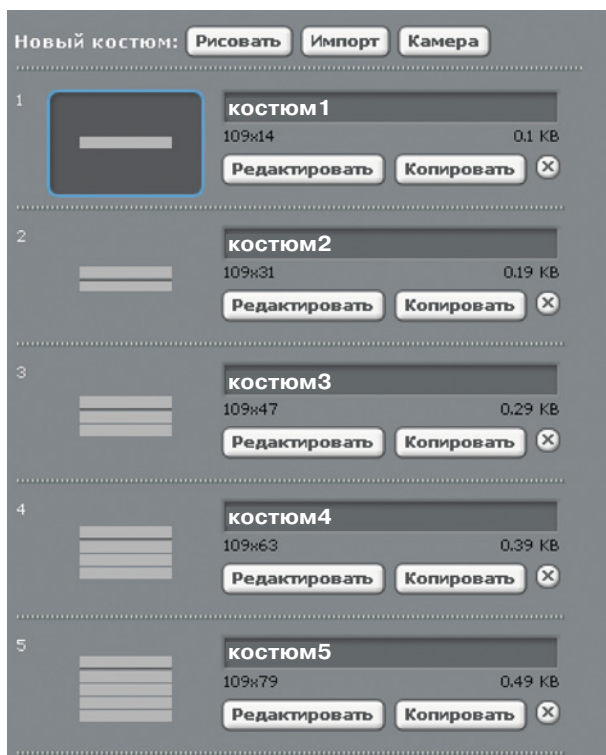 Новый костюм: Рисовать Импорт Камера
1
костюм1
109x14 0.1 KB
Редактировать Копировать
2
костюм2
109x31 0.19 KB
Редактировать Копировать
3
костюм3
109x47 0.29 KB
Редактировать Копировать
4
костюм4
109x63 0.39 KB
Редактировать Копировать
5
костюм5
109x79 0.49 KB
Редактировать Копировать